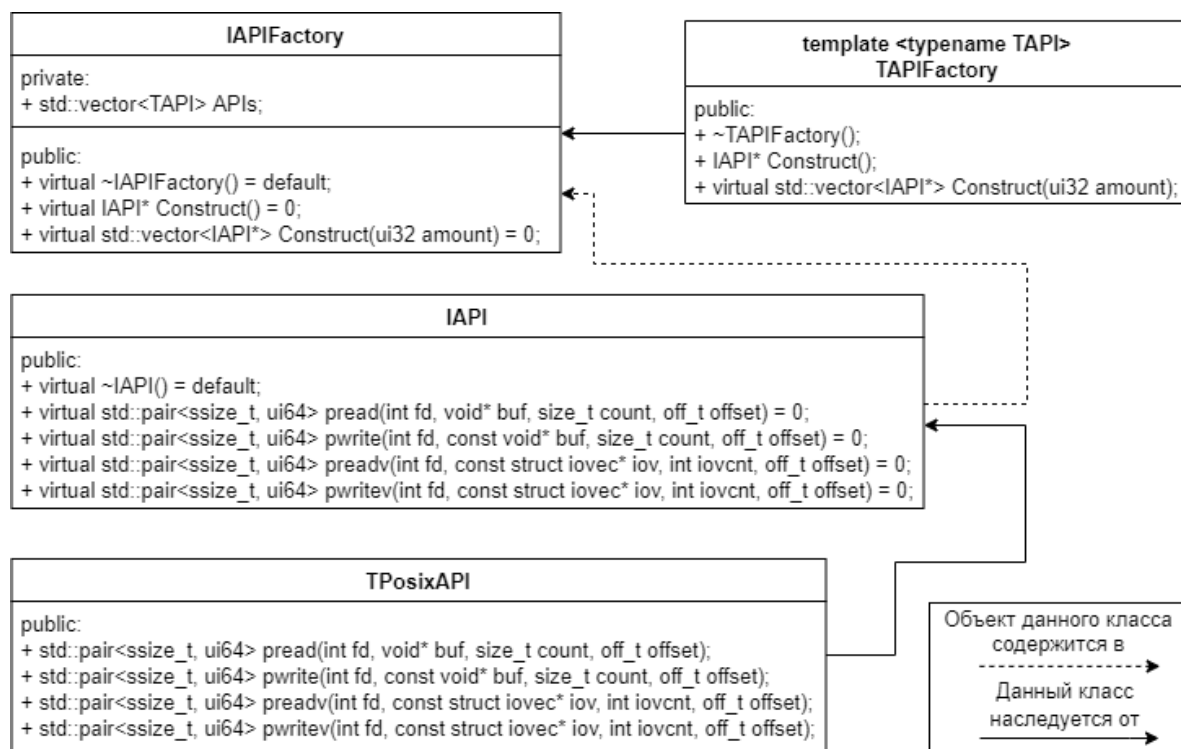 IAPIFactory
private:
+ std::vector<TAPI> APIs;
public:
+ virtual ~IAPIFactory() = default;
+ virtual IAPI* Construct() = 0;
+ virtual std::vector<IAPI*> Construct(ui32 amount) = 0;
template <typename TAPI>
TAPIFactory
public:
+ ~TAPIFactory();
+ IAPI* Construct();
+ virtual std::vector<IAPI*> Construct(ui32 amount);
IAPI
public:
+ virtual ~IAPI() = default;
+ virtual std::pair<ssize_t, ui64> pread(int fd, void* buf, size_t count, off_t offset) = 0;
+ virtual std::pair<ssize_t, ui64> pwrite(int fd, const void* buf, size_t count, off_t offset) = 0;
+ virtual std::pair<ssize_t, ui64> preadv(int fd, const struct iovec* iov, int iovcnt, off_t offset) = 0;
+ virtual std::pair<ssize_t, ui64> pwritev(int fd, const struct iovec* iov, int iovcnt, off_t offset) = 0;
TPosixAPI
public:
+ std::pair<ssize_t, ui64> pread(int fd, void* buf, size_t count, off_t offset);
+ std::pair<ssize_t, ui64> pwrite(int fd, const void* buf, size_t count, off_t offset);
+ std::pair<ssize_t, ui64> preadv(int fd, const struct iovec* iov, int iovcnt, off_t offset);
+ std::pair<ssize_t, ui64> pwritev(int fd, const struct iovec* iov, int iovcnt, off_t offset);
Объект данного класса
содержится в
Данный класс
наследуется от